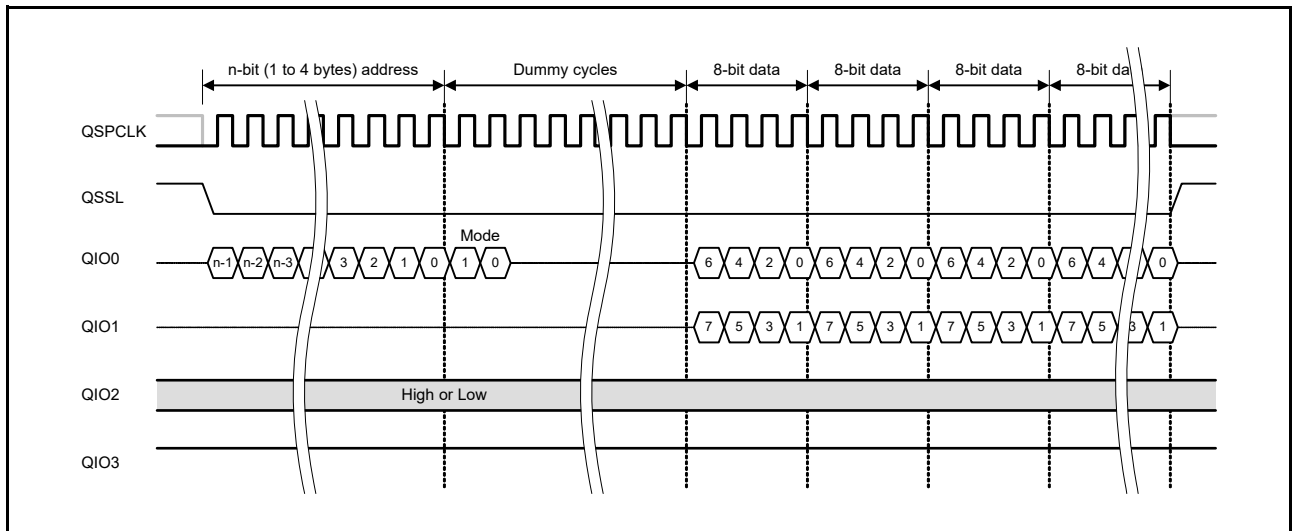 n-bit (1 to 4 bytes) address Dummy cycles 8-bit data 8-bit data 8-bit data 8-bit da
QSPCLK
QSSL
Mode
QIO0 n-1 n-2 n-3 3 2 1 0 1 0 6 4 2 0 6 4 2 0 6 4 2 0 6 4 0
QIO1 7 5 3 1 7 5 3 1 7 5 3 1 7 5 3 1
QIO2 High or Low
QIO3